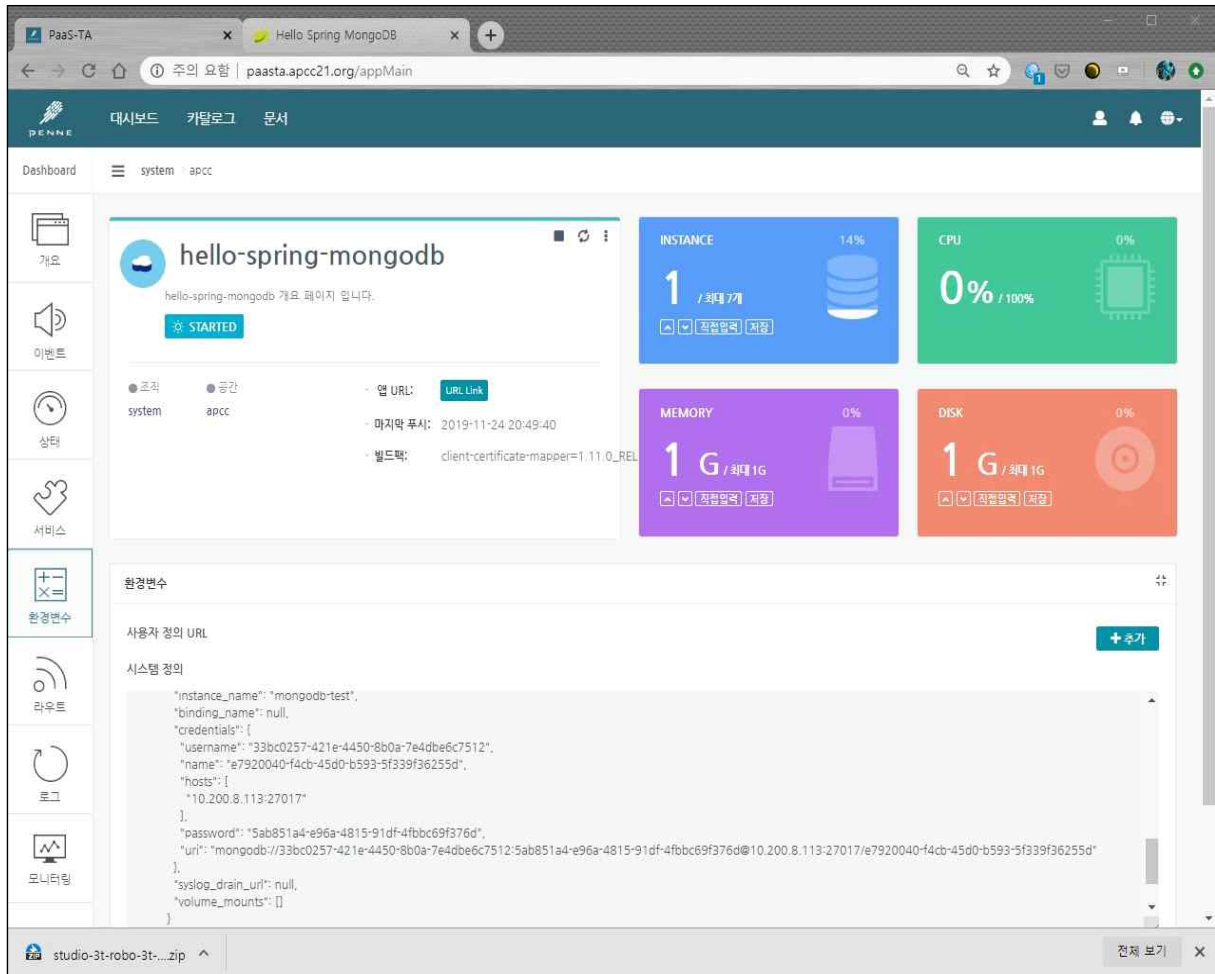 PaaS-TA
Hello Spring MongoDB
주의 요함 | paasta.apcc21.org/appMain
PENNE
대시보드 카탈로그 문서
Dashboard
system apcc
개요
이벤트
상태
서비스
환경변수
라우트
로그
모니터링
hello-spring-mongodb
hello-spring-mongodb 개요 페이지 입니다.
STARTED
조직 공간
system apcc
앱 URL: URL Link
마지막 푸시: 2019-11-24 20:49:40
빌드팩: client-certificate-mapper=1.11.0_REL
INSTANCE 14%
1 / 최대 7개
직접입력 저장
CPU 0%
0% / 100%
MEMORY 0%
1 G / 최대 1G
직접입력 저장
DISK 0%
1 G / 최대 1G
직접입력 저장
환경변수
사용자 정의 URL
+추가
시스템 정의
"instance_name": "mongodb-test",
"binding_name": null,
"credentials": {
"username": "33bc0257-421e-4450-8b0a-7e4dbe6c7512",
"name": "e7920040-f4cb-45d0-b593-5f339f36255d",
"hosts": [
"10.200.8.113:27017"
],
"password": "5ab851a4-e96a-4815-91df-4fbbc69f376d",
"uri": "mongodb://33bc0257-421e-4450-8b0a-7e4dbe6c7512:5ab851a4-e96a-4815-91df-4fbbc69f376d@10.200.8.113:27017/e7920040-f4cb-45d0-b593-5f339f36255d"
},
"syslog_drain_url": null,
"volume_mounts": []
}
studio-3t-robo-3t-....zip
전체 보기